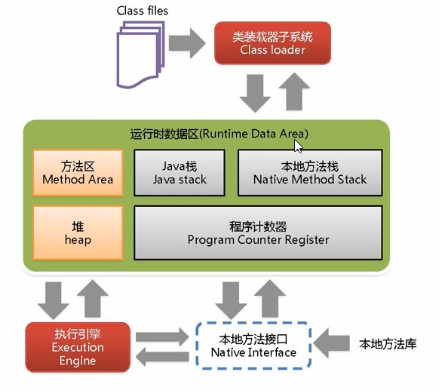 Class files
类装载器子系统
Class loader
运行时数据区(Runtime Data Area)
方法区
Method Area
Java栈
Java stack
本地方法栈
Native Method Stack
堆
heap
程序计数器
Program Counter Register
执行引擎
Execution
Engine
本地方法接口
Native Interface
本地方法库